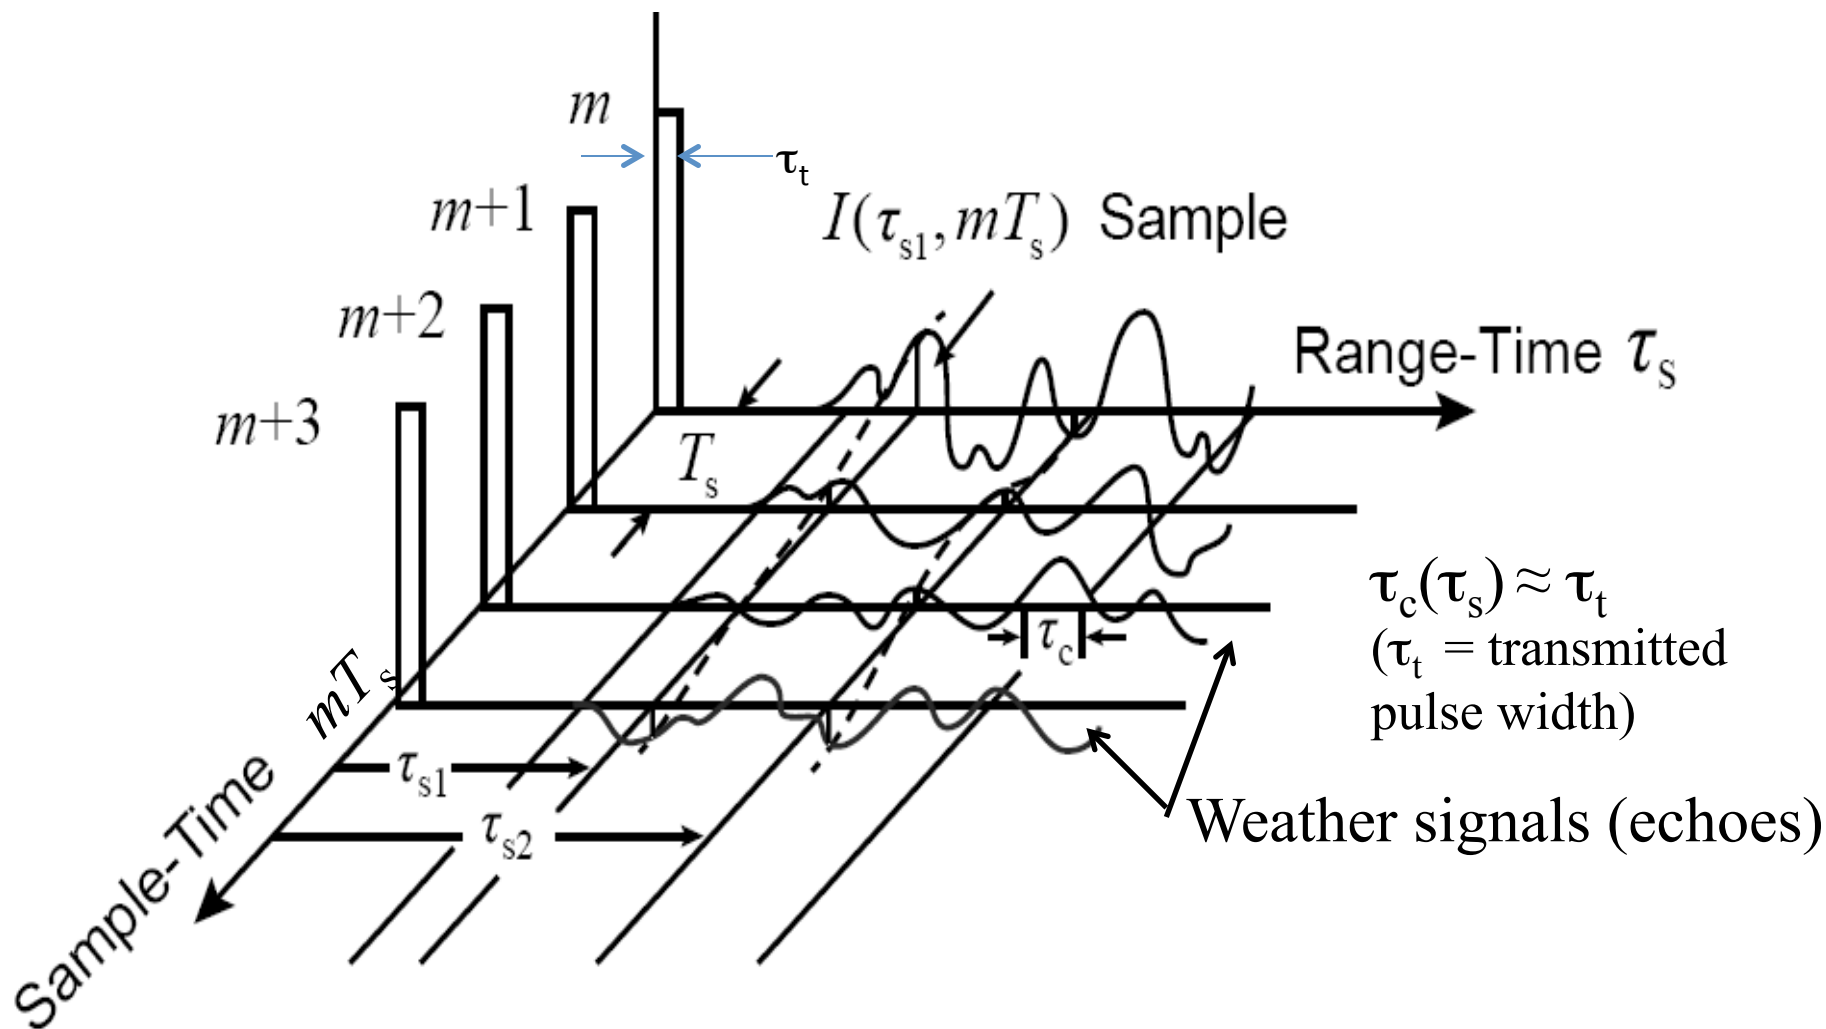 m
τt
m+1
I(τs1, mTs) Sample
m+2
Range-Time τs
m+3
Ts
τc(τs) ≈ τt
(τt = transmitted
pulse width)
τc
mTs
τs1
τs2
Weather signals (echoes)
Sample-Time